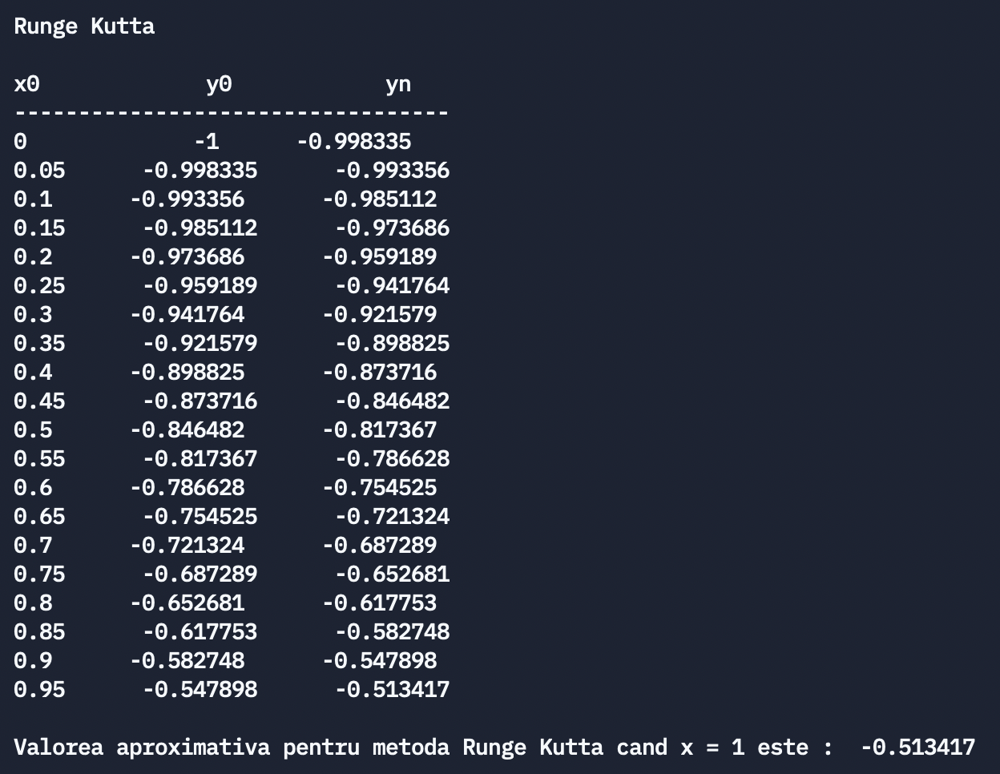 Runge Kutta
x0 y0 yn
----------------------------------
0 -1 -0.998335
0.05 -0.998335 -0.993356
0.1 -0.993356 -0.985112
0.15 -0.985112 -0.973686
0.2 -0.973686 -0.959189
0.25 -0.959189 -0.941764
0.3 -0.941764 -0.921579
0.35 -0.921579 -0.898825
0.4 -0.898825 -0.873716
0.45 -0.873716 -0.846482
0.5 -0.846482 -0.817367
0.55 -0.817367 -0.786628
0.6 -0.786628 -0.754525
0.65 -0.754525 -0.721324
0.7 -0.721324 -0.687289
0.75 -0.687289 -0.652681
0.8 -0.652681 -0.617753
0.85 -0.617753 -0.582748
0.9 -0.582748 -0.547898
0.95 -0.547898 -0.513417
Valorea aproximativa pentru metoda Runge Kutta cand x = 1 este : -0.513417